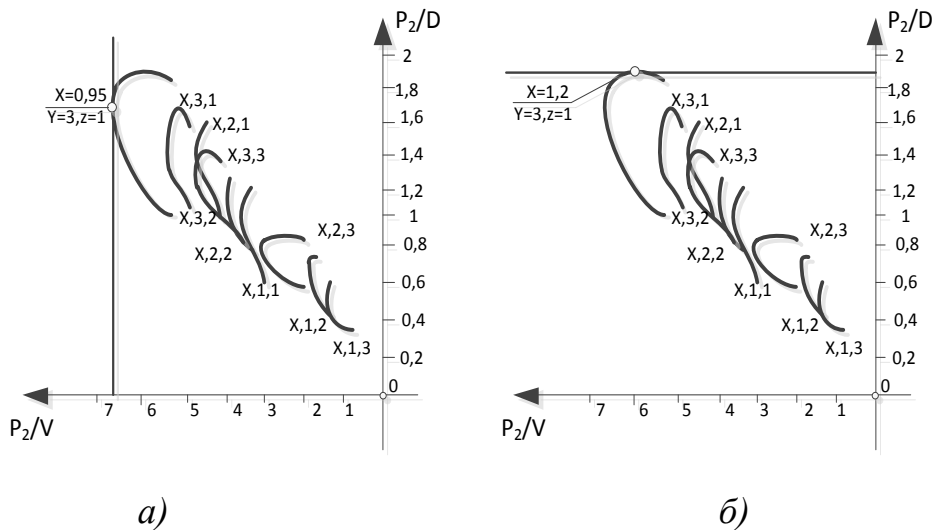 P₂/D
2
X=0,95
Y=3,z=1
1,8
X,3,1
1,6
X,2,1
1,4
X,3,3
1,2
X,3,2
1
X,2,3
X,2,2
0,8
X,1,1
0,6
X,1,2
0,4
X,1,3
0,2
0
7 6 5 4 3 2 1
P₂/V
а)
P₂/D
2
X=1,2
Y=3,z=1
1,8
X,3,1
1,6
X,2,1
1,4
X,3,3
1,2
X,3,2
1
X,2,3
X,2,2
0,8
X,1,1
0,6
X,1,2
0,4
X,1,3
0,2
0
7 6 5 4 3 2 1
P₂/V
б)